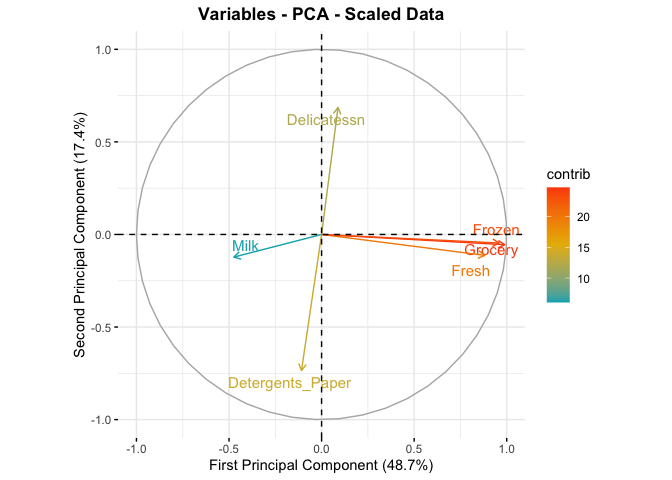 Variables - PCA - Scaled Data
Second Principal Component (17.4%)
1.0
0.5
0.0
-0.5
-1.0
Delicatessn
Milk
Frozen
Grocery
Fresh
Detergents_Paper
-1.0 -0.5 0.0 0.5 1.0
First Principal Component (48.7%)
contrib
20
15
10